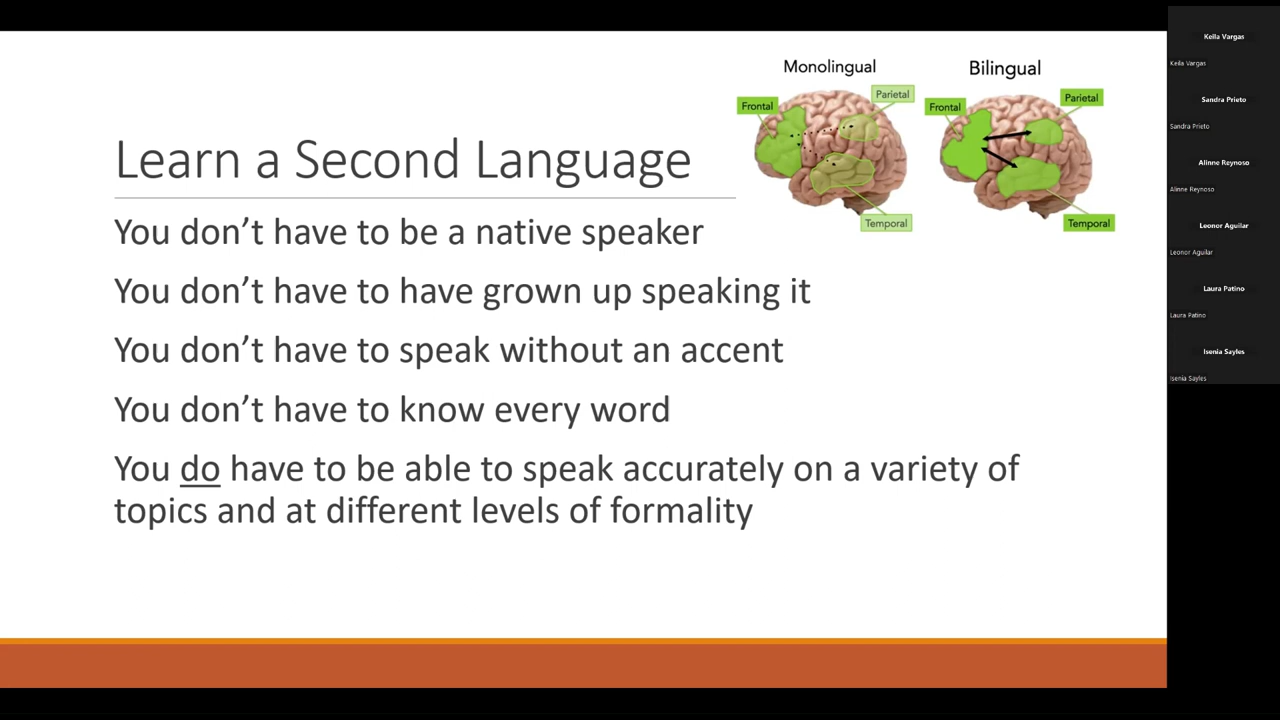 Monolingual
Bilingual
Frontal
Parietal
Temporal
Frontal
Parietal
Temporal
Learn a Second Language
You don’t have to be a native speaker
You don’t have to have grown up speaking it
You don’t have to speak without an accent
You don’t have to know every word
You do have to be able to speak accurately on a variety of
topics and at different levels of formality
Keila Vargas
Keila Vargas
Sandra Prieto
Sandra Prieto
Alinne Reynoso
Alinne Reynoso
Leonor Aguilar
Leonor Aguilar
Laura Patino
Laura Patino
Isenia Sayles
Isenia Sayles